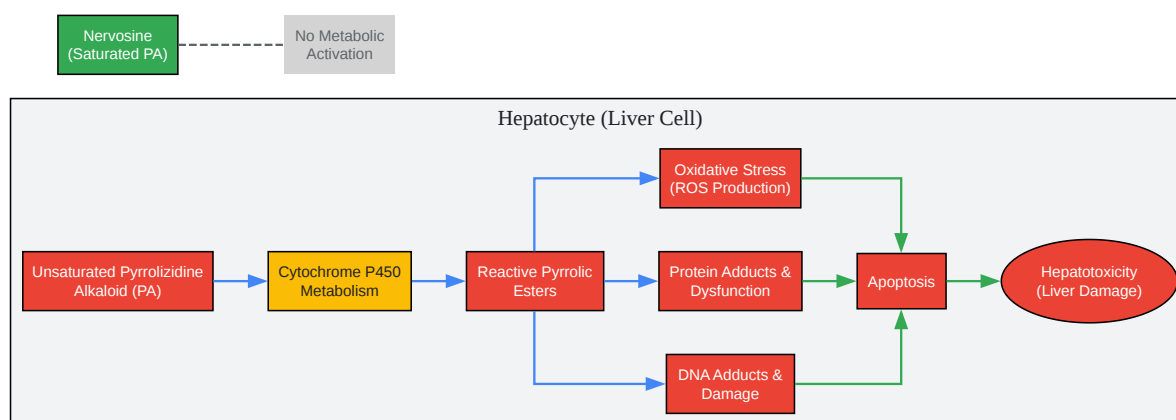 Nervosine
(Saturated PA)
No Metabolic
Activation
Hepatocyte (Liver Cell)
Oxidative Stress
(ROS Production)
Unsaturated Pyrrolizidine
Alkaloid (PA)
Cytochrome P450
Metabolism
Reactive Pyrrolic
Esters
Protein Adducts &
Dysfunction
Apoptosis
Hepatotoxicity
(Liver Damage)
DNA Adducts &
Damage